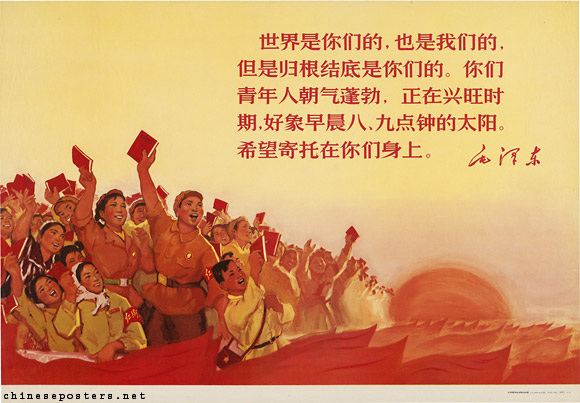 世界是你们的，也是我们的，
但是归根结底是你们的。你们
青年人朝气蓬勃，正在兴旺时
期，好象早晨八、九点钟的太阳。
希望寄托在你们身上。
毛泽东
chineseposters.net